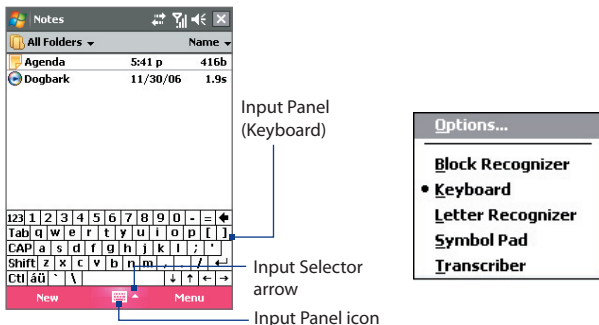 Notes
All Folders Name
Agenda 5:41 p 416b
Dogbark 11/30/06 1.9s
123 1 2 3 4 5 6 7 8 9 0 - =
Tab q w e r t y u i o p [ ]
CAP a s d f g h j k l ; '
Shift z x c v b n m , . /
Ctl áü ` \
New Menu
Input Panel
(Keyboard)
Input Selector
arrow
Input Panel icon
Options...
Block Recognizer
Keyboard
Letter Recognizer
Symbol Pad
Transcriber